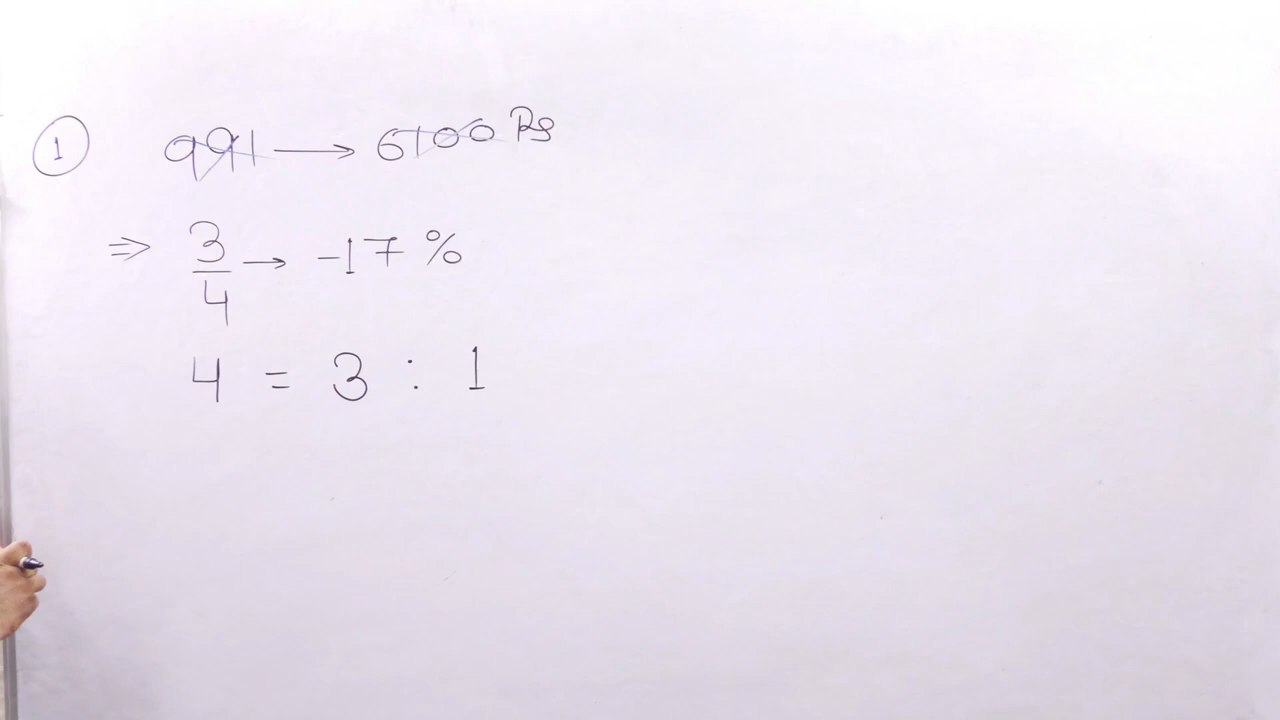 ① 991 → 6100 Rs
⇒ 3/4 → -17 %
4 = 3 : 1